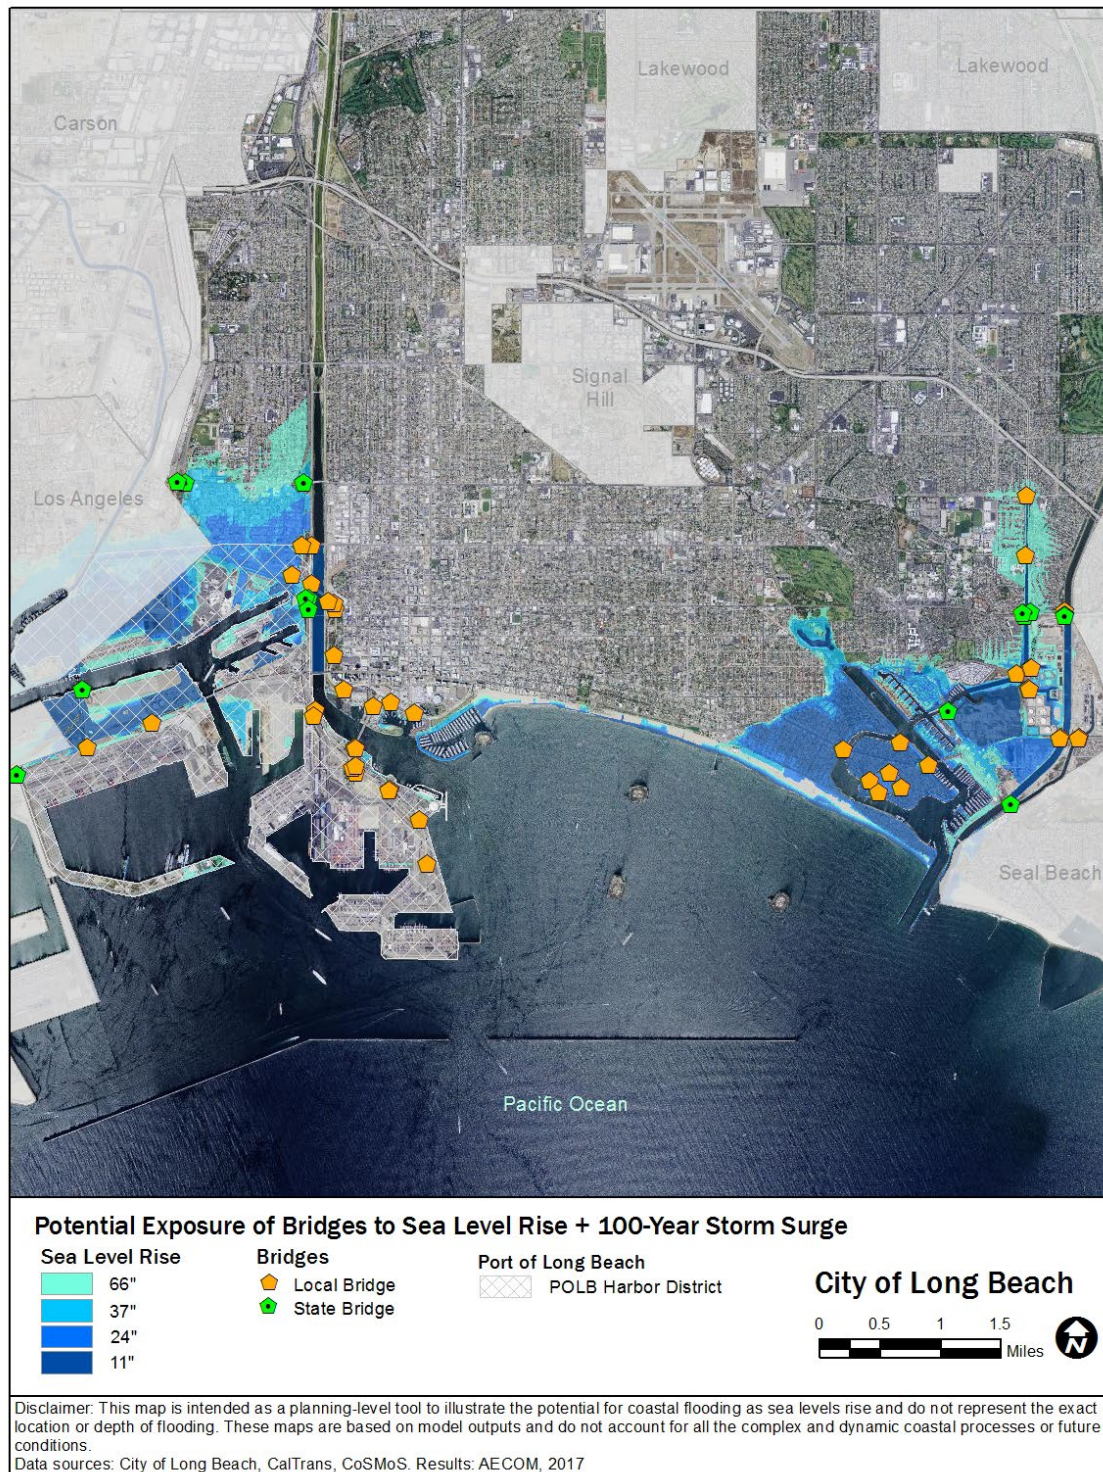 Lakewood
Lakewood
Carson
Signal
Hill
Los Angeles
Seal Beach
Pacific Ocean
Potential Exposure of Bridges to Sea Level Rise + 100-Year Storm Surge
Sea Level Rise
66"
37"
24"
11"
Bridges
Local Bridge
State Bridge
Port of Long Beach
POLB Harbor District
City of Long Beach
0 0.5 1 1.5
Miles
N
Disclaimer: This map is intended as a planning-level tool to illustrate the potential for coastal flooding as sea levels rise and do not represent the exact
location or depth of flooding. These maps are based on model outputs and do not account for all the complex and dynamic coastal processes or future
conditions.
Data sources: City of Long Beach, CalTrans, CoSMoS. Results: AECOM, 2017